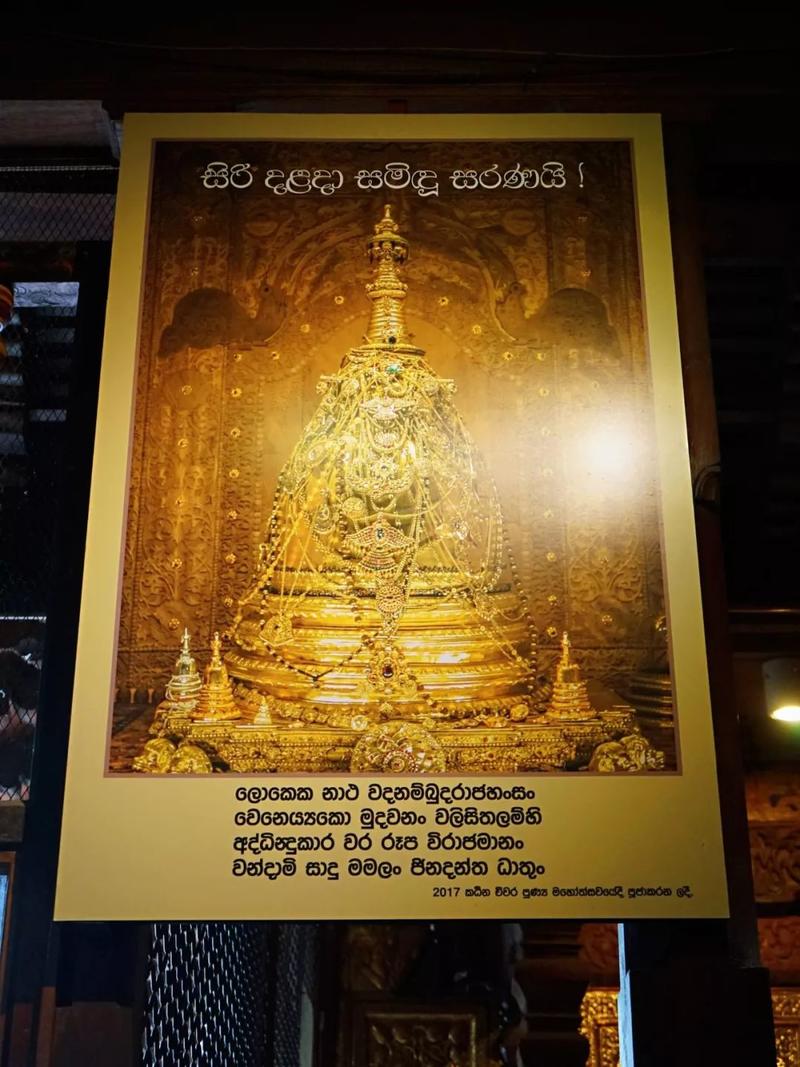 සිරි දළදා සමිඳූ සරණයි !
ලොකෙක නාථ වදනම්බුදරාජහංසං
වෙනෙය්‍යකො මුදවනං වලිසිතලම්හි
අද්ධින්දුකාර වර රූප විරාජමානං
වන්දාමි සාදු මමලං ජිනදන්ත ධාතුං
2017 කඨින චීවර පුණ්‍ය මහෝත්සවයේදී පූජාකරන ලදී.